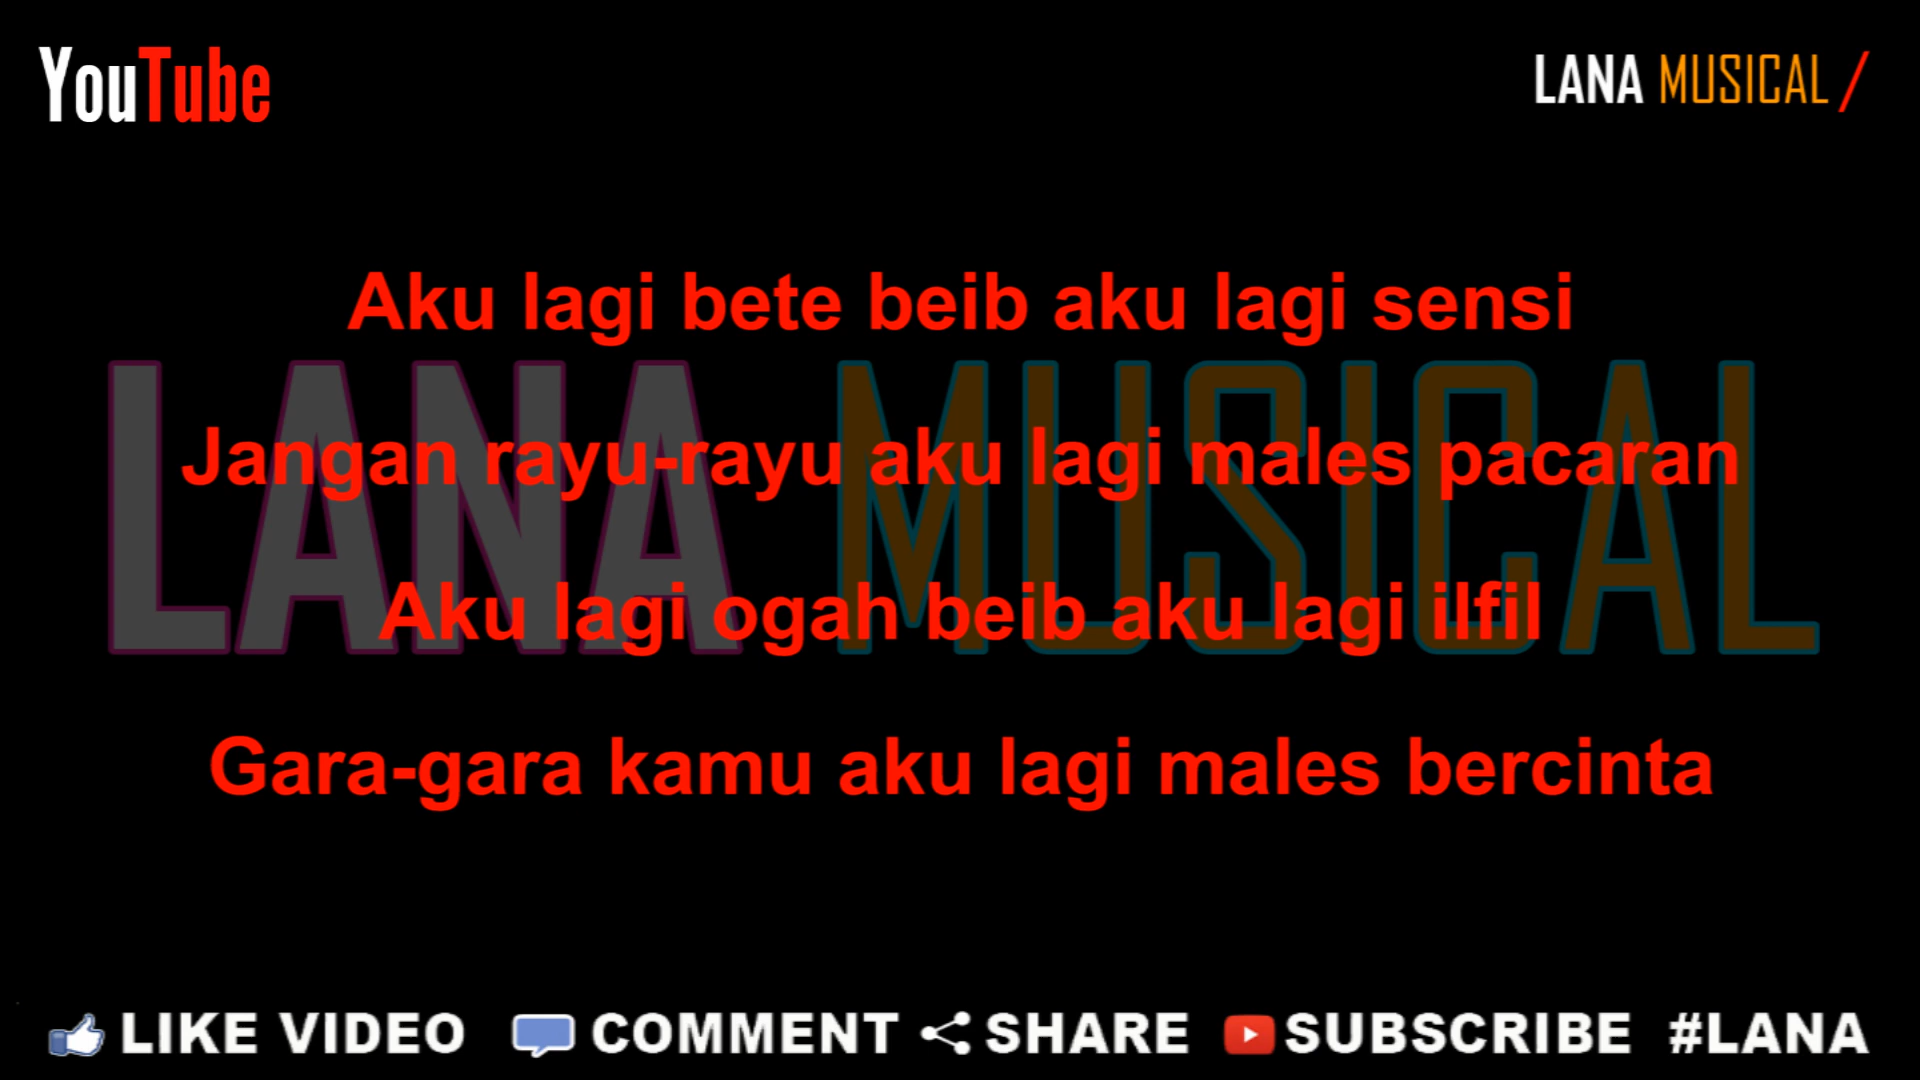 YouTube
LANA MUSICAL /
Aku lagi bete beib aku lagi sensi
LANA MUSICAL
Jangan rayu-rayu aku lagi males pacaran
Aku lagi ogah beib aku lagi ilfil
Gara-gara kamu aku lagi males bercinta
LIKE VIDEO COMMENT SHARE SUBSCRIBE #LANA